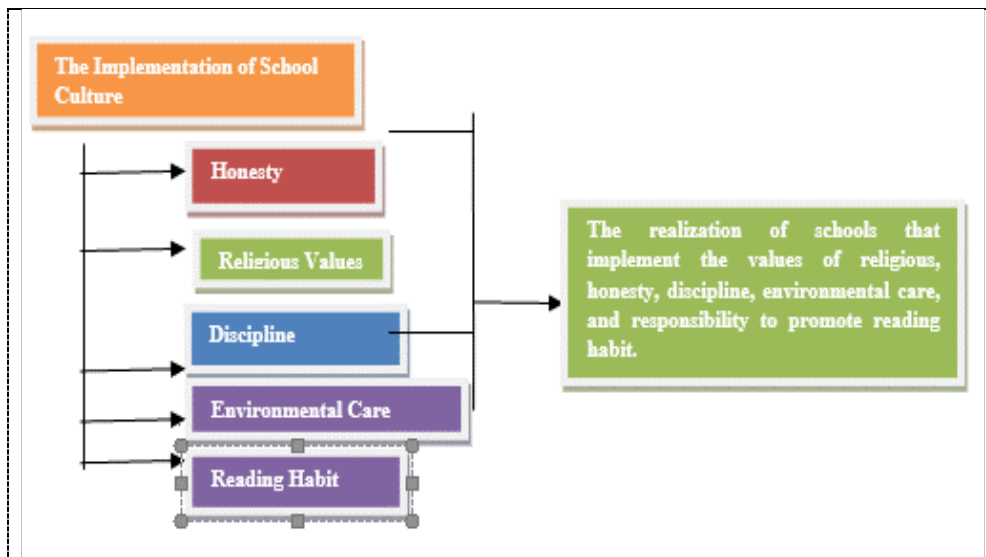 The Implementation of School
Culture
Honesty
Religious Values
Discipline
Environmental Care
Reading Habit
The realization of schools that
implement the values of religious,
honesty, discipline, environmental care,
and responsibility to promote reading
habit.